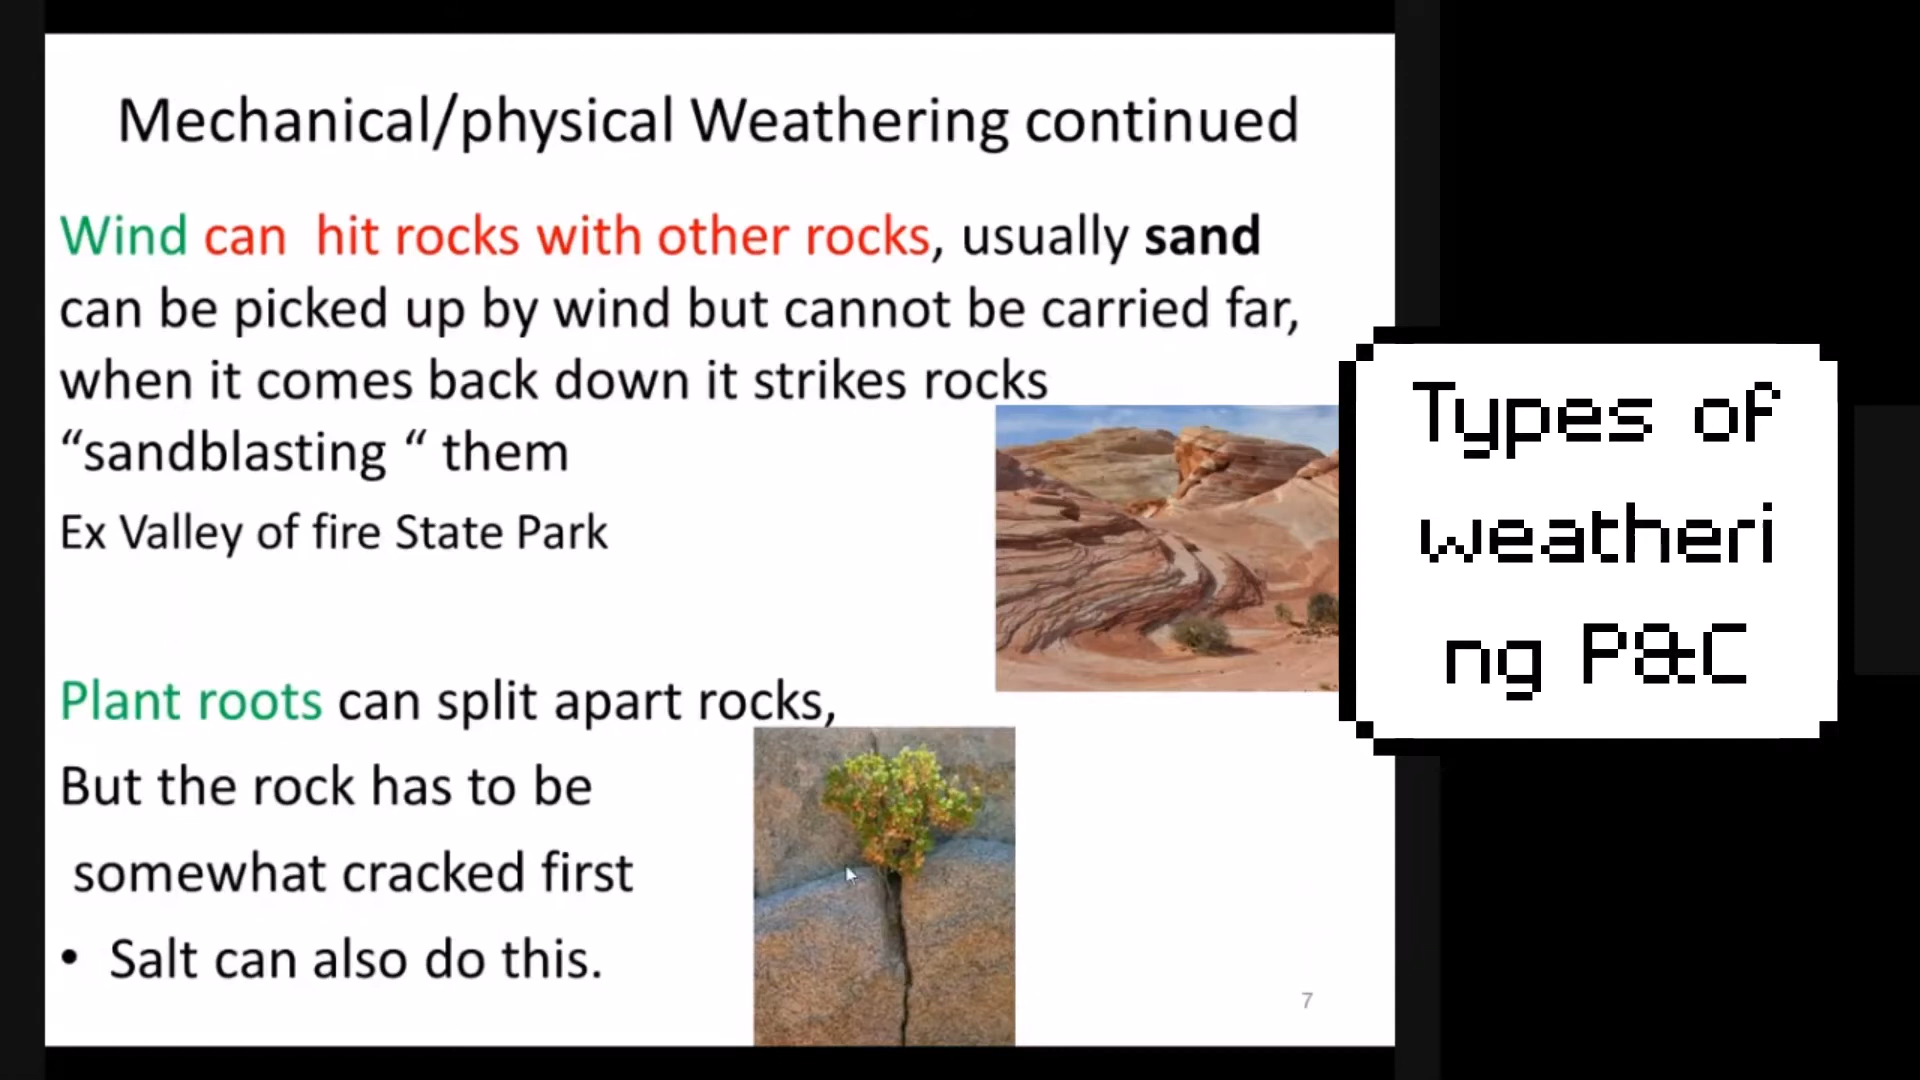 Mechanical/physical Weathering continued
Wind can  hit rocks with other rocks, usually sand
can be picked up by wind but cannot be carried far,
when it comes back down it strikes rocks
“sandblasting “ them
Ex Valley of fire State Park
Plant roots can split apart rocks,
But the rock has to be
somewhat cracked first
• Salt can also do this.
7
Types of
weatheri
ng P&C